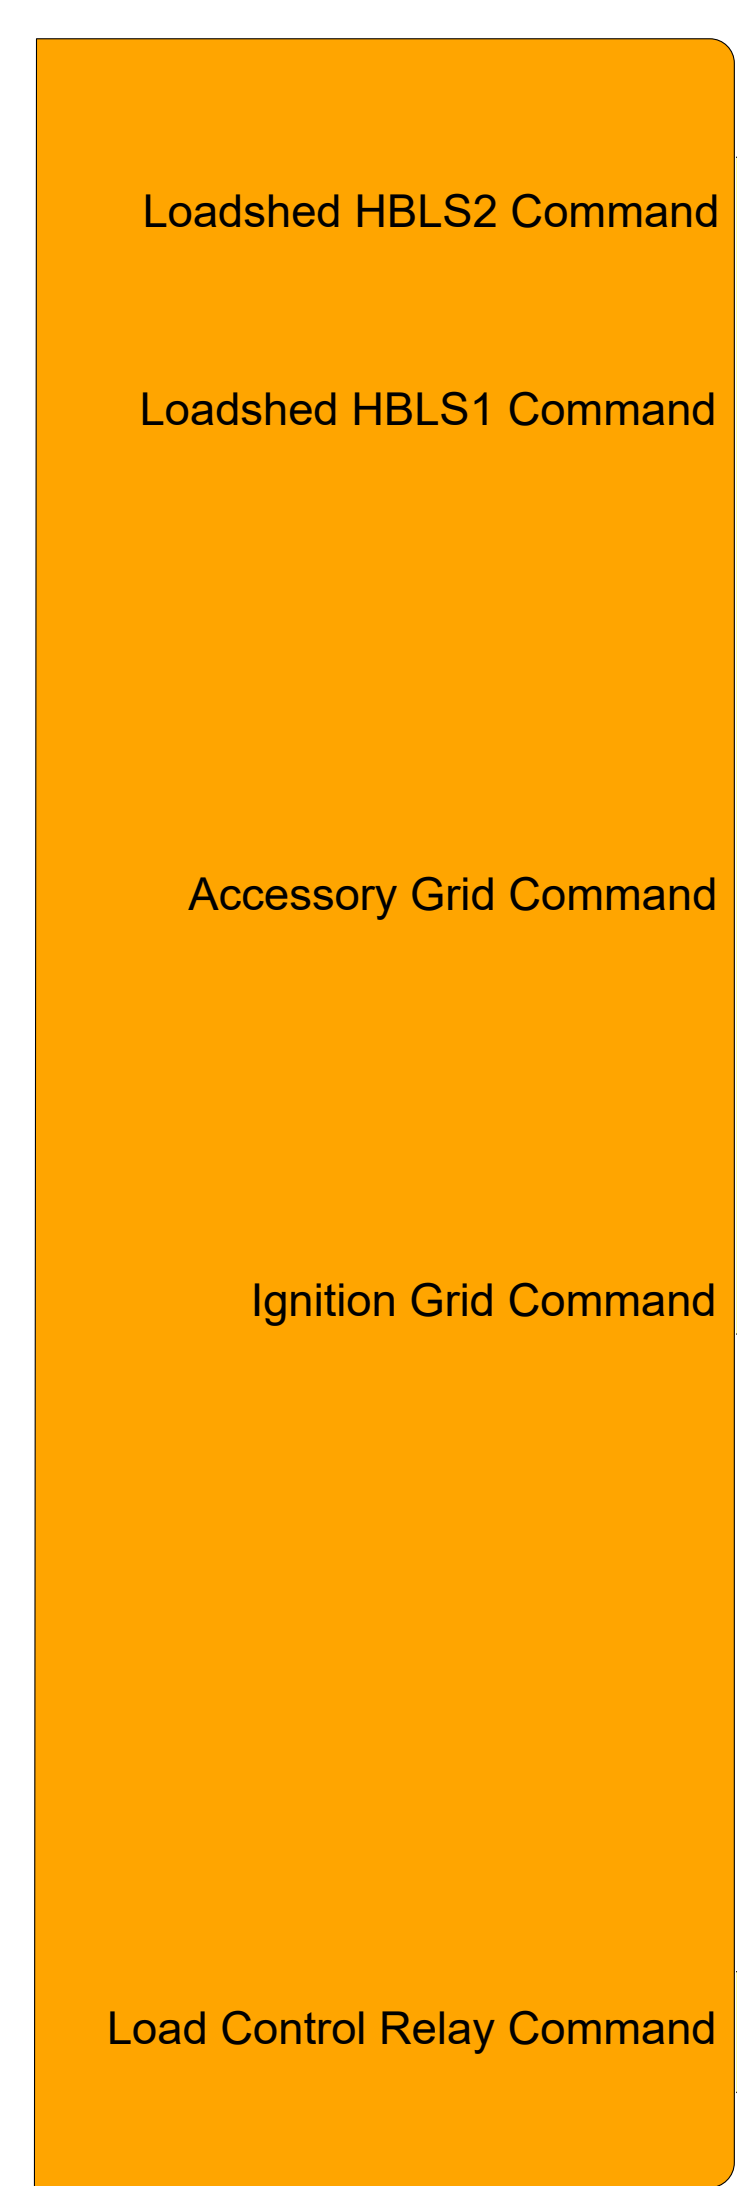 Loadshed HBLS2 Command
Loadshed HBLS1 Command
Accessory Grid Command
Ignition Grid Command
Load Control Relay Command